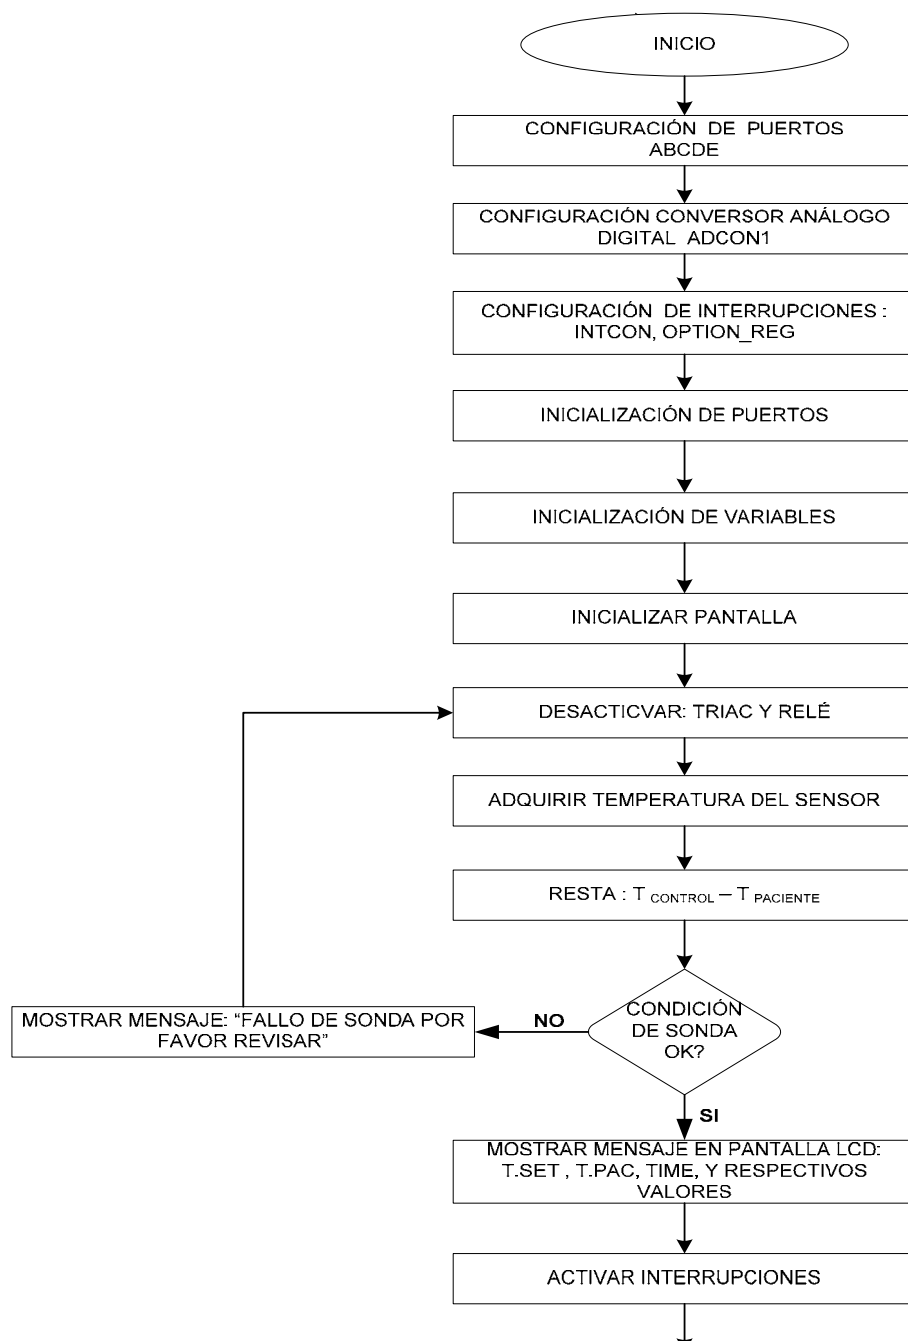 INICIO
CONFIGURACIÓN DE PUERTOS
ABCDE
CONFIGURACIÓN CONVERSOR ANÁLOGO
DIGITAL ADCON1
CONFIGURACIÓN DE INTERRUPCIONES :
INTCON, OPTION_REG
INICIALIZACIÓN DE PUERTOS
INICIALIZACIÓN DE VARIABLES
INICIALIZAR PANTALLA
DESACTICVAR: TRIAC Y RELÉ
ADQUIRIR TEMPERATURA DEL SENSOR
RESTA : T CONTROL – T PACIENTE
CONDICIÓN
DE SONDA
OK?
NO
MOSTRAR MENSAJE: “FALLO DE SONDA POR
FAVOR REVISAR”
SI
MOSTRAR MENSAJE EN PANTALLA LCD:
T.SET , T.PAC, TIME, Y RESPECTIVOS
VALORES
ACTIVAR INTERRUPCIONES